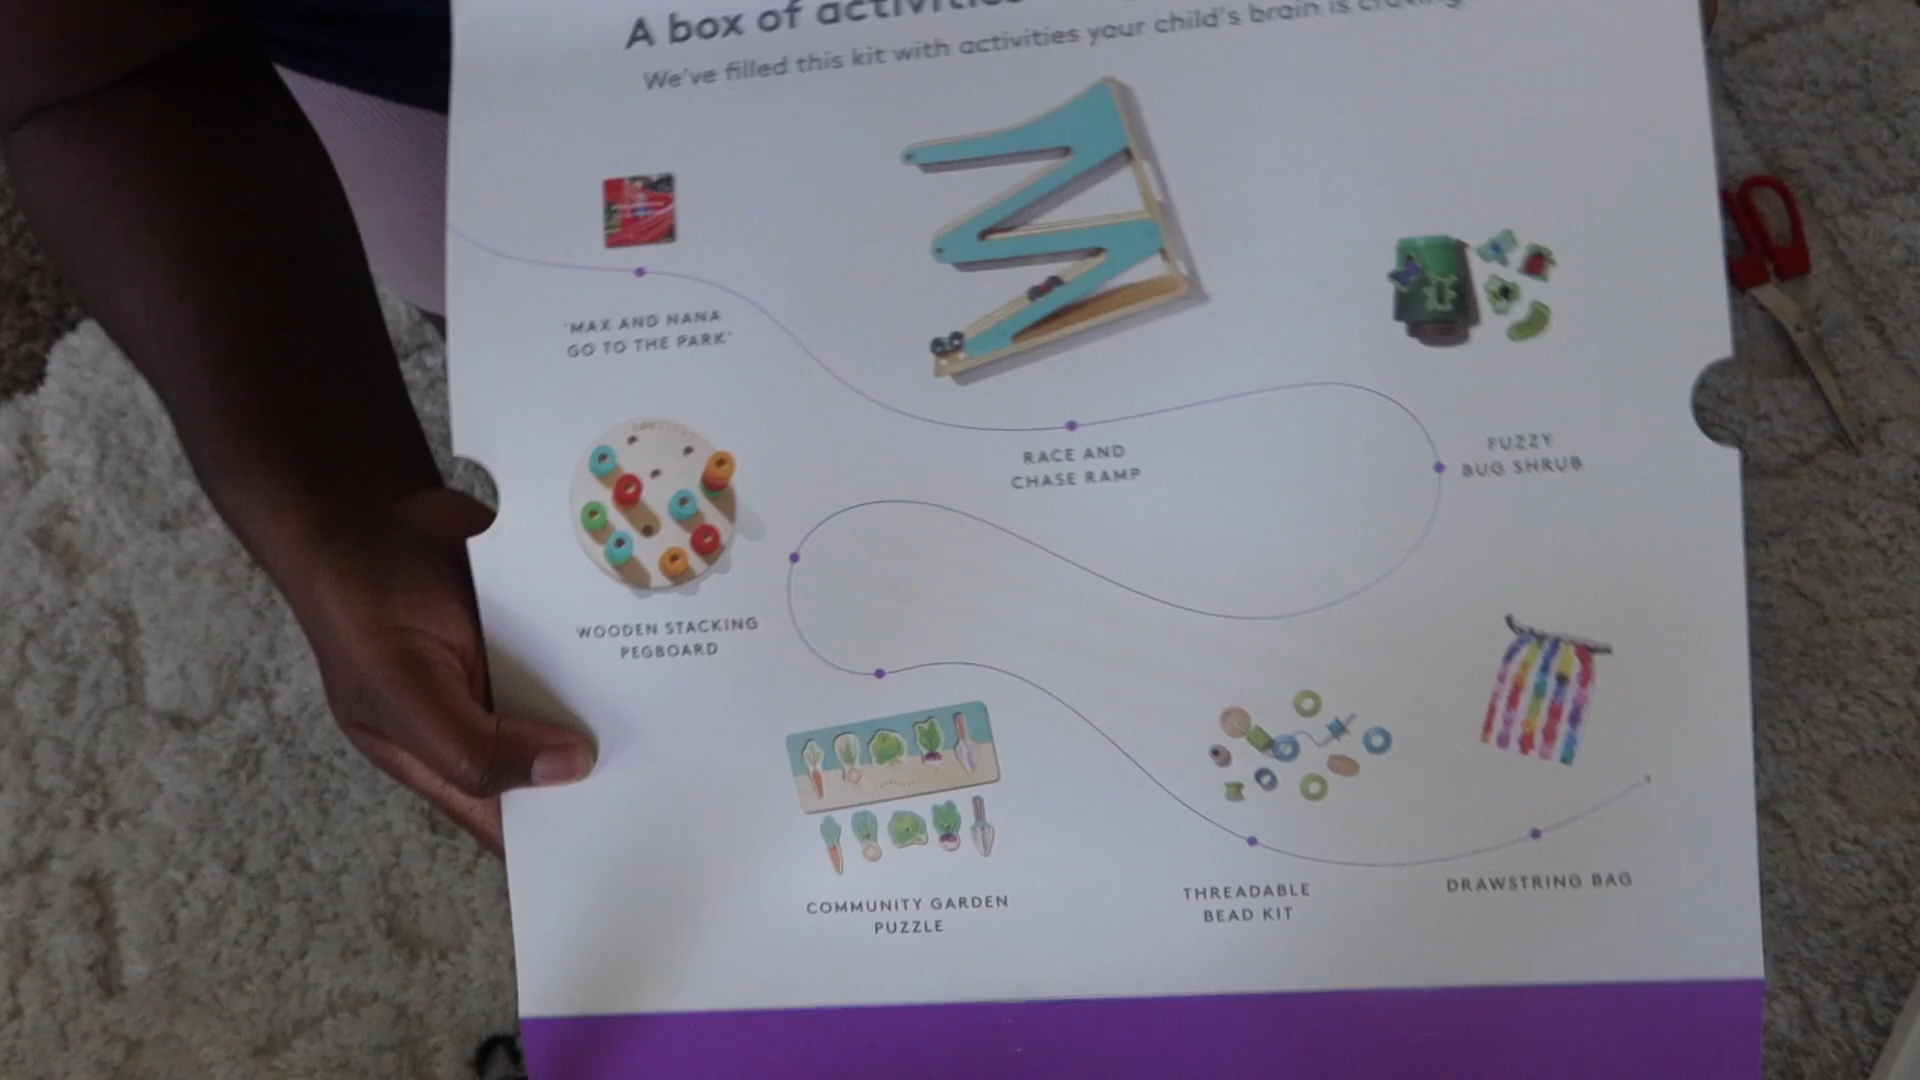 A box of activities
We've filled this kit with activities your child's brain is craving
'MAX AND NANA
GO TO THE PARK'
RACE AND
CHASE RAMP
FUZZY
BUG SHRUB
WOODEN STACKING
PEGBOARD
COMMUNITY GARDEN
PUZZLE
THREADABLE
BEAD KIT
DRAWSTRING BAG